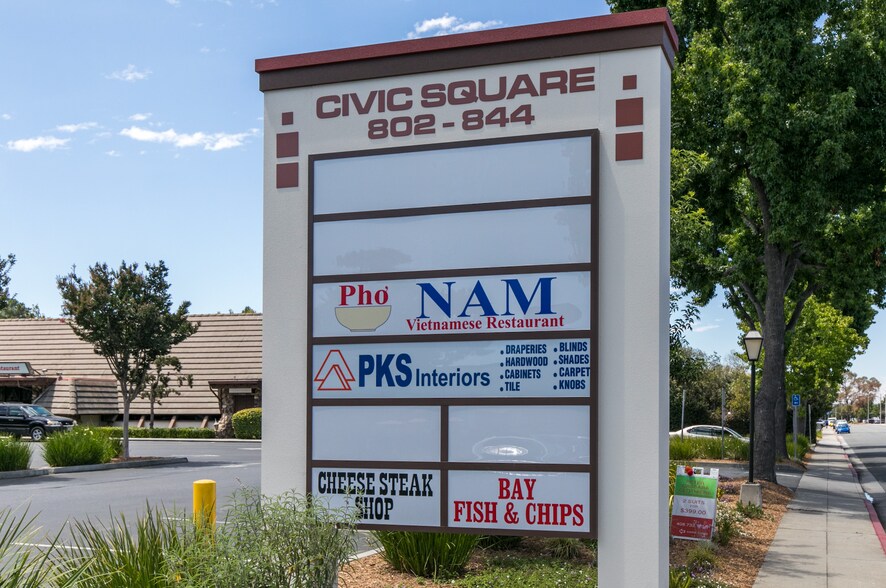 CIVIC SQUARE
802 - 844
Phở
NAM
Vietnamese Restaurant
PKS Interiors
• DRAPERIES
• HARDWOOD
• CABINETS
• TILE
• BLINDS
• SHADES
• CARPET
• KNOBS
CHEESE STEAK
SHOP
BAY
FISH & CHIPS